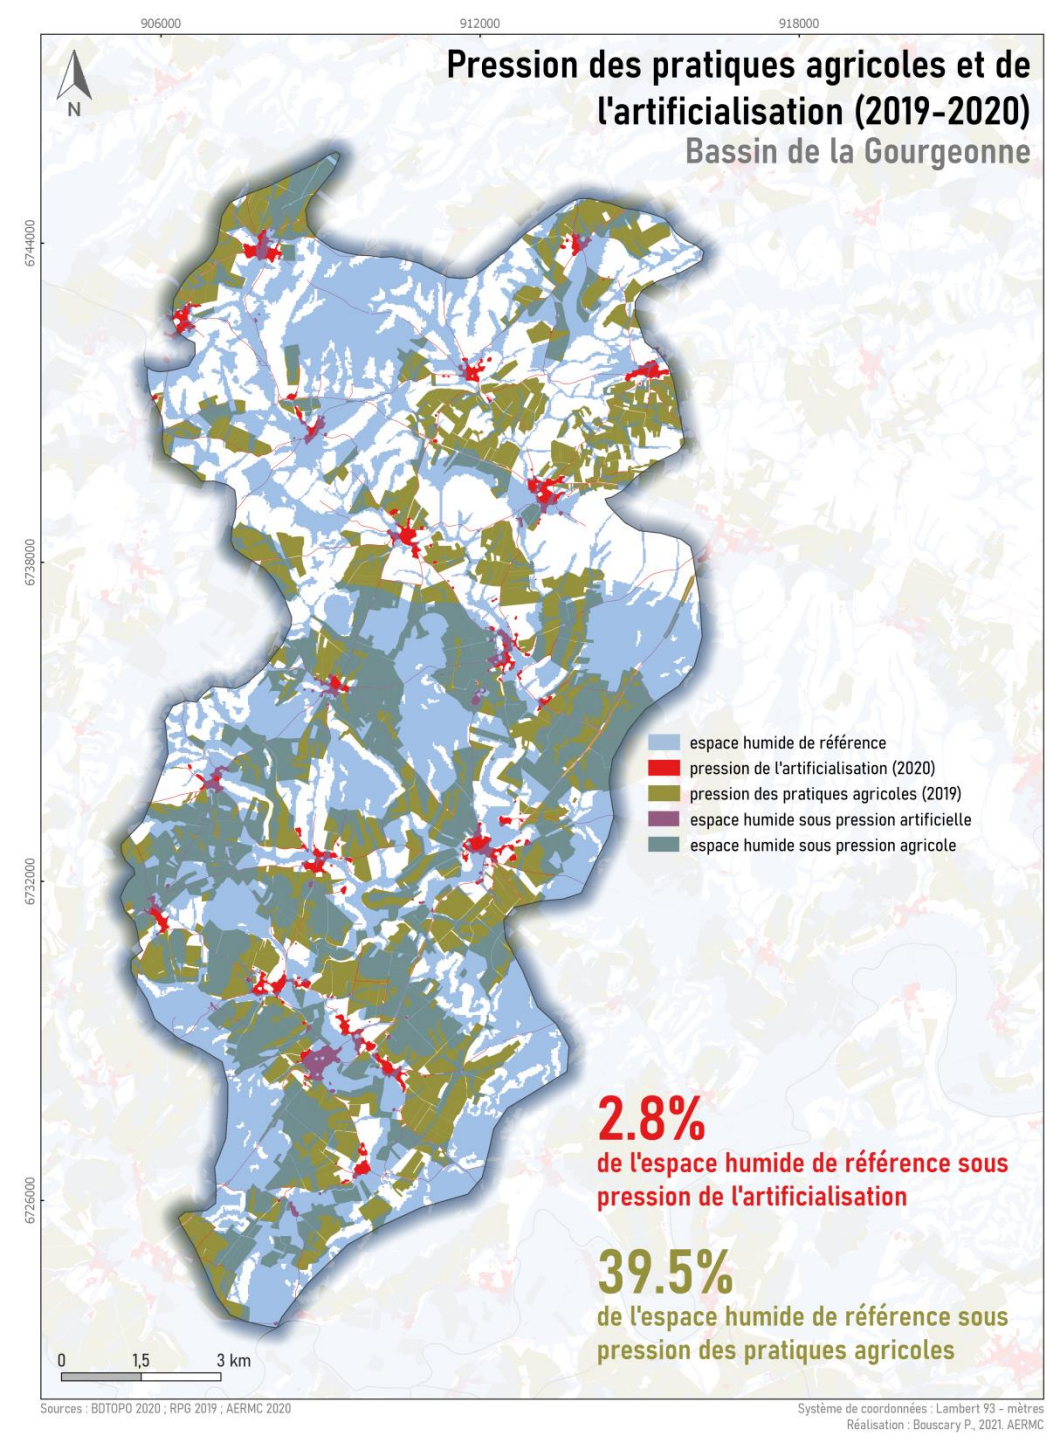 906000
912000
918000
Pression des pratiques agricoles et de
l'artificialisation (2019-2020)
Bassin de la Gourgeonne
N
6744000
6738000
6732000
6726000
espace humide de référence
pression de l'artificialisation (2020)
pression des pratiques agricoles (2019)
espace humide sous pression artificielle
espace humide sous pression agricole
2.8%
de l'espace humide de référence sous
pression de l'artificialisation
39.5%
de l'espace humide de référence sous
pression des pratiques agricoles
0 1,5 3 km
Sources : BDTOPO 2020 ; RPG 2019 ; AERMC 2020
Système de coordonnées : Lambert 93 - mètres
Réalisation : Bouscary P., 2021. AERMC